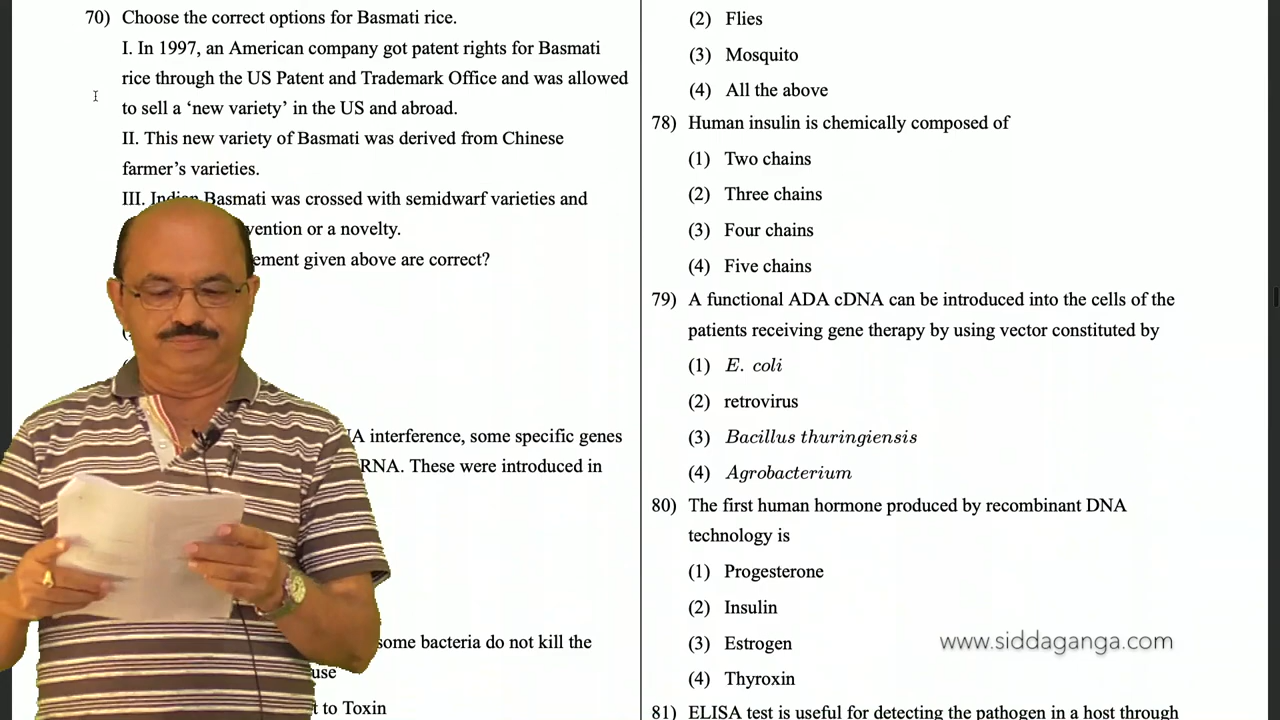 70) Choose the correct options for Basmati rice.
I. In 1997, an American company got patent rights for Basmati
rice through the US Patent and Trademark Office and was allowed
to sell a ‘new variety’ in the US and abroad.
II. This new variety of Basmati was derived from Chinese
farmer’s varieties.
III. Indian Basmati was crossed with semidwarf varieties and
or a novelty.
given above are correct?
interference, some specific genes
These were introduced in
some bacteria do not kill the
to Toxin
(2) Flies
(3) Mosquito
(4) All the above
78) Human insulin is chemically composed of
(1) Two chains
(2) Three chains
(3) Four chains
(4) Five chains
79) A functional ADA cDNA can be introduced into the cells of the
patients receiving gene therapy by using vector constituted by
(1) E. coli
(2) retrovirus
(3) Bacillus thuringiensis
(4) Agrobacterium
80) The first human hormone produced by recombinant DNA
technology is
(1) Progesterone
(2) Insulin
(3) Estrogen
(4) Thyroxin
www.siddaganga.com
81) ELISA test is useful for detecting the pathogen in a host through